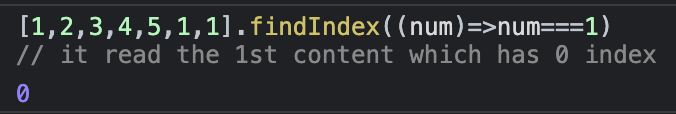 [1,2,3,4,5,1,1].findIndex((num)=>num===1)
// it read the 1st content which has 0 index
0